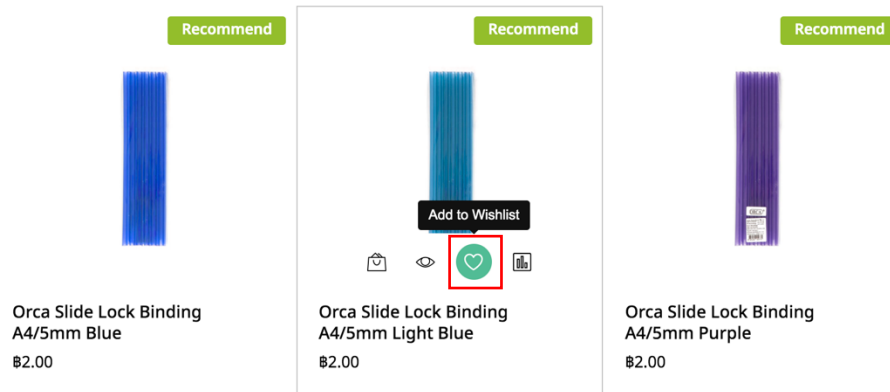 Recommend
Recommend
Recommend
ORCA
Add to Wishlist
Orca Slide Lock Binding
A4/5mm Blue
฿2.00
Orca Slide Lock Binding
A4/5mm Light Blue
฿2.00
Orca Slide Lock Binding
A4/5mm Purple
฿2.00